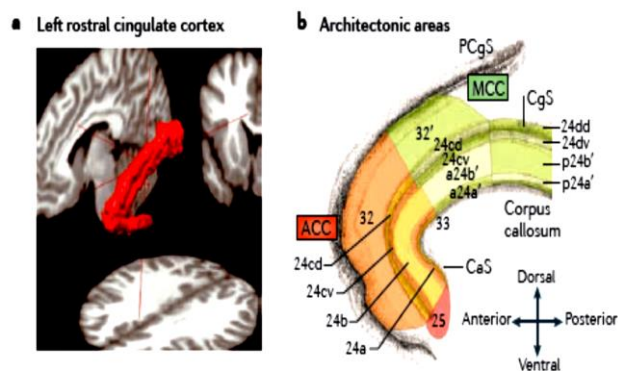 a Left rostral cingulate cortex
b Architectonic areas
PCgS
MCC
CgS
32'
24cd
24cv
a24b'
a24a'
24dd
24dv
p24b'
p24a'
33
Corpus
callosum
32
ACC
24cd
24cv
24b
24a
25
CaS
Dorsal
Anterior
Posterior
Ventral